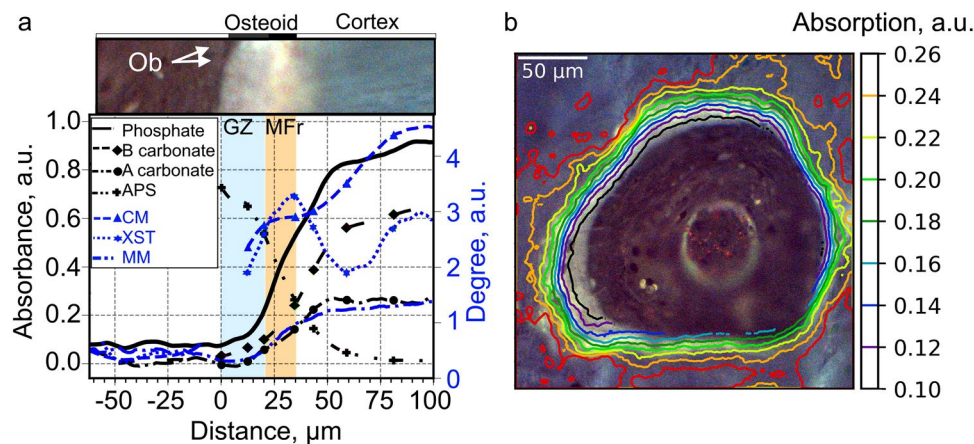 a
Osteoid
Cortex
Ob
GZ
MFr
Phosphate
B carbonate
A carbonate
APS
CM
XST
MM
Absorbance, a.u.
1.0
0.8
0.6
0.4
0.2
0.0
Degree, a.u.
4
3
2
1
0
-50
-25
0
25
50
75
100
Distance, µm
b
Absorption, a.u.
50 µm
0.26
0.24
0.22
0.20
0.18
0.16
0.14
0.12
0.10